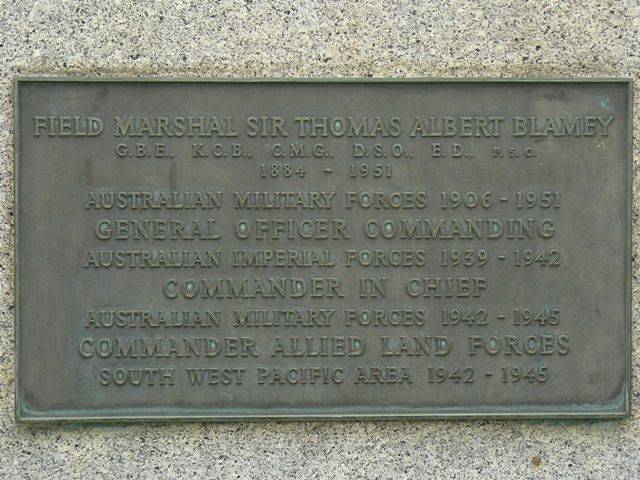 FIELD MARSHAL SIR THOMAS ALBERT BLAMEY
G.B.E., K.C.B., C.M.G., D.S.O., E.D., P.S.C.
1884 - 1951
AUSTRALIAN MILITARY FORCES 1906 - 1951
GENERAL OFFICER COMMANDING
AUSTRALIAN IMPERIAL FORCES 1939 - 1942
COMMANDER IN CHIEF
AUSTRALIAN MILITARY FORCES 1942 - 1945
COMMANDER ALLIED LAND FORCES
SOUTH WEST PACIFIC AREA 1942 - 1945